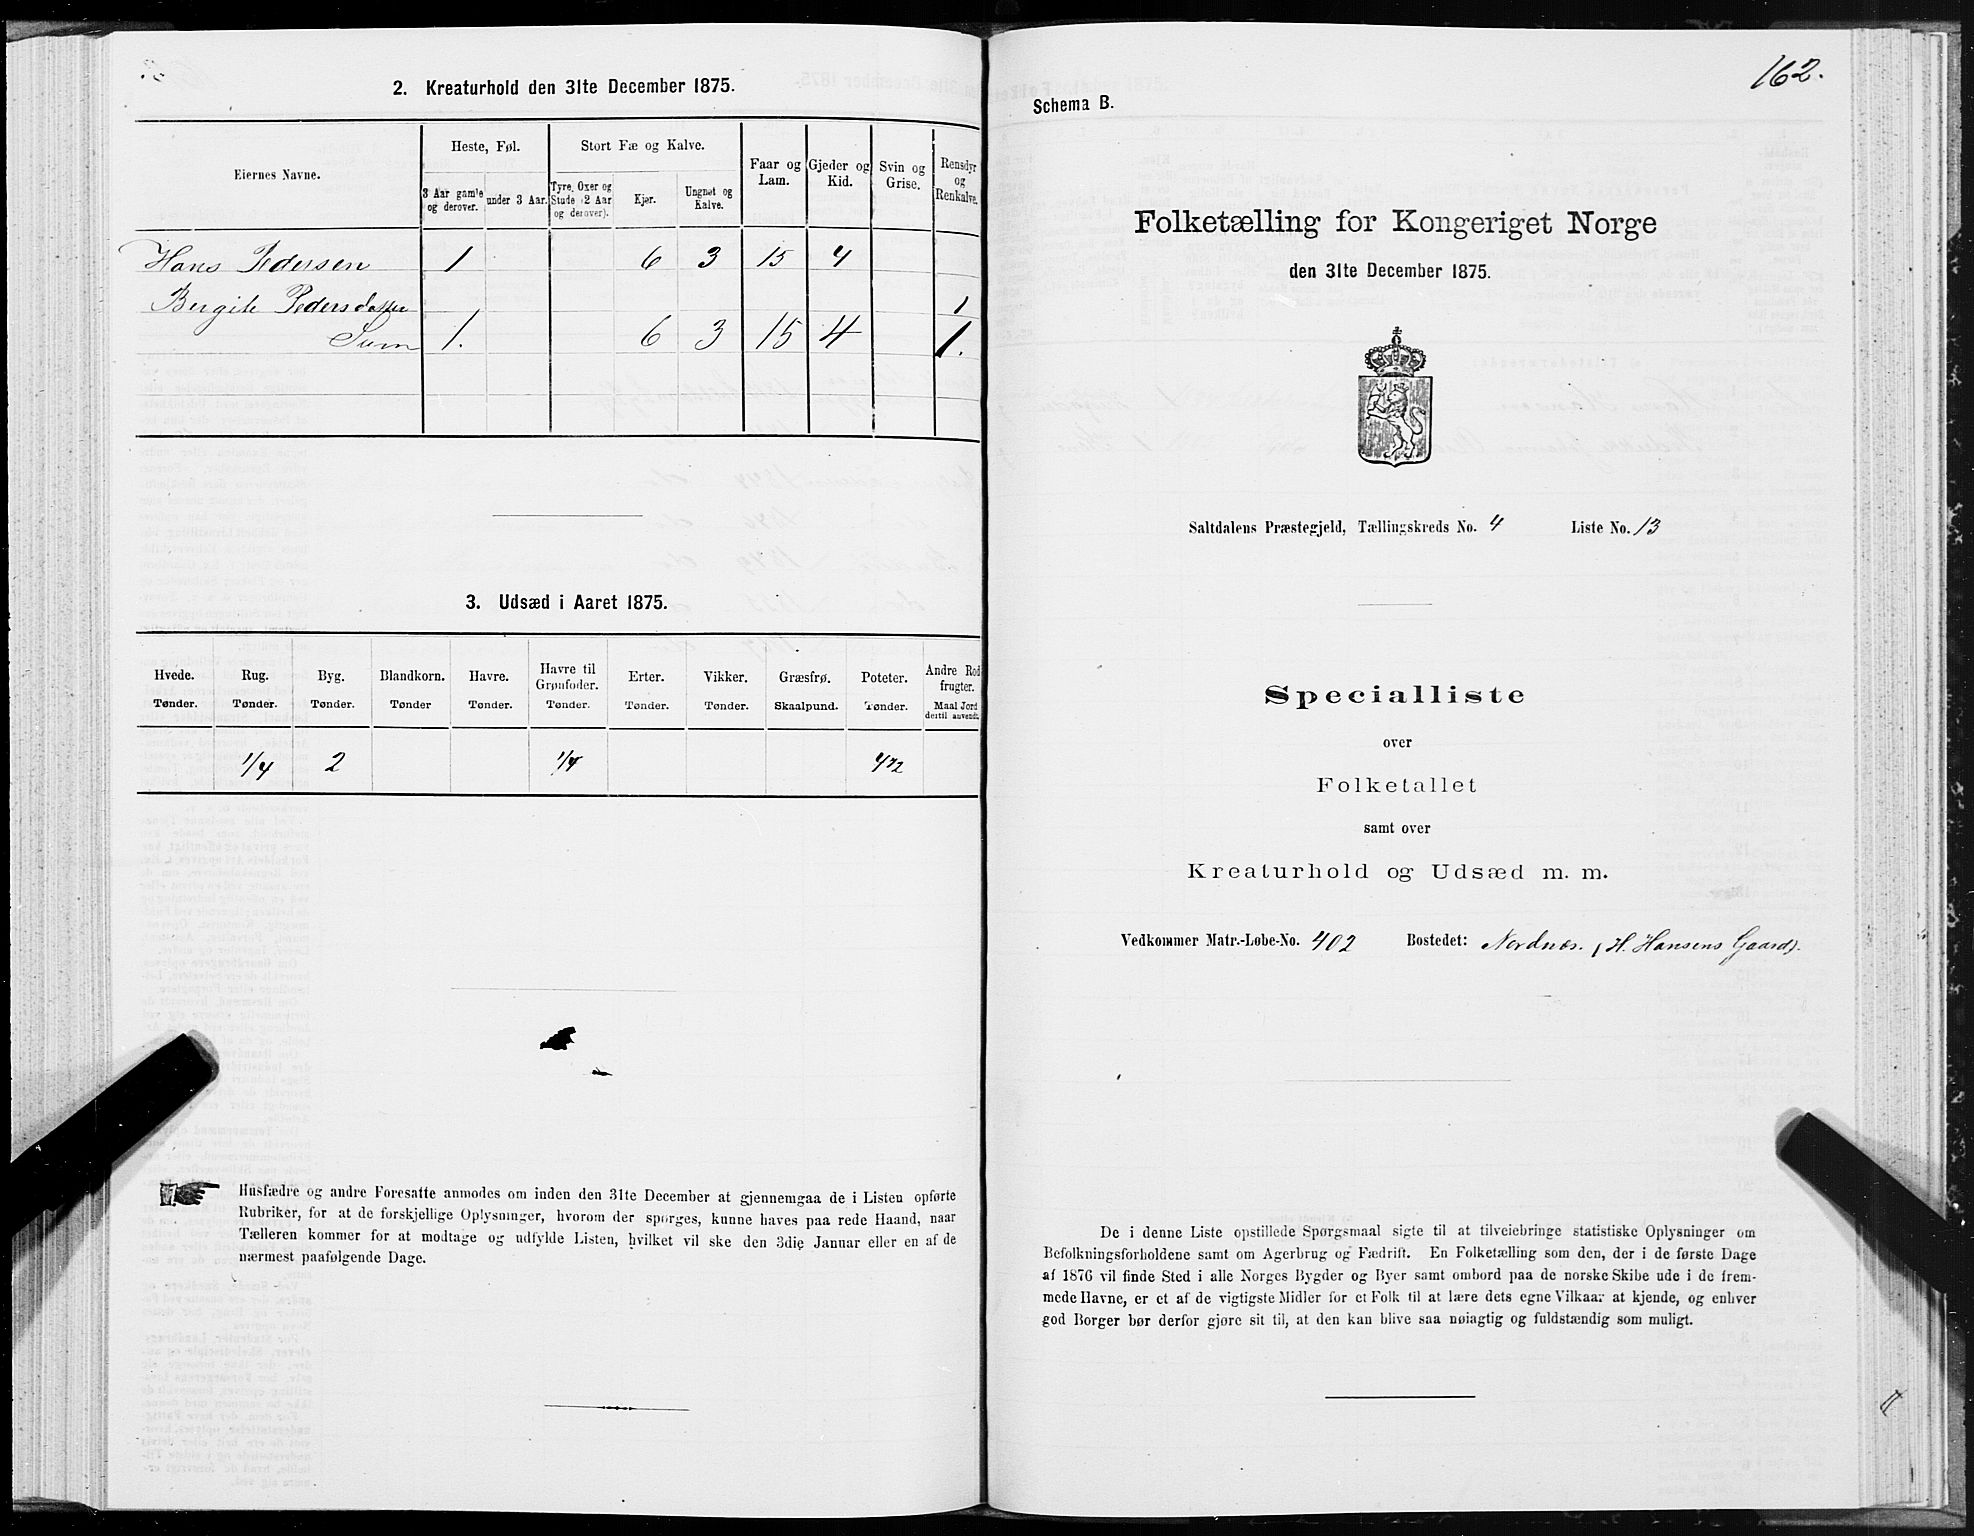 2. Kreaturhold den 31te December 1875.
Eiernes Navne.
Heste, Føl.
Stort Fæ og Kalve.
Faar og Lam.
Gjeder og Kid.
Svin og Grise.
Rensdyr og Renkalve.
3 Aar gamle og derover.
under 3 Aar.
Tyre, Oxer og Stude (2 Aar og derover).
Kjør.
Ungnøt og Kalve.
Hans Pedersen 1 6 3 15 4
Bergite Pedersdatter 1
Sum 1. 6 3 15 4 1.
3. Udsæd i Aaret 1875.
Hvede. Rug. Byg. Blandkorn. Havre. Havre til Grønfoder. Erter. Vikker. Græsfrø. Poteter. Andre Rodfrugter.
Tønder. Tønder. Tønder. Tønder Tønder. Tønder. Tønder. Tønder. Skaalpund. Tønder. Maal Jord dertil anvendt.
1/4 2 1/4 4 1/2
Husfædre og andre Foresatte anmodes om inden den 31te December at gjennemgaa de i Listen opførte
Rubriker, for at de forskjellige Oplysninger, hvorom der spørges, kunne haves paa rede Haand, naar
Tælleren kommer for at modtage og udfylde Listen, hvilket vil ske den 3die Januar eller en af de
nærmest paafølgende Dage.
162.
Schema B.
Folketælling for Kongeriget Norge
den 31te December 1875.
Saltdalens Præstegjeld, Tællingskreds No. 4 Liste No. 13
Specialliste
over
Folketallet
samt over
Kreaturhold og Udsæd m. m.
Vedkommer Matr.-Løbe-No. 402 Bostedet: Nordnes. (H. Hansens Gaard).
De i denne Liste opstillede Spørgsmaal sigte til at tilveiebringe statistiske Oplysninger om
Befolkningsforholdene samt om Agerbrug og Fædrift. En Folketælling som den, der i de første Dage
af 1876 vil finde Sted i alle Norges Bygder og Byer samt ombord paa de norske Skibe ude i de frem-
mede Havne, er et af de vigtigste Midler for et Folk til at lære dets egne Vilkaar at kjende, og enhver
god Borger bør derfor gjøre sit til, at den kan blive saa nøiagtig og fuldstændig som muligt.